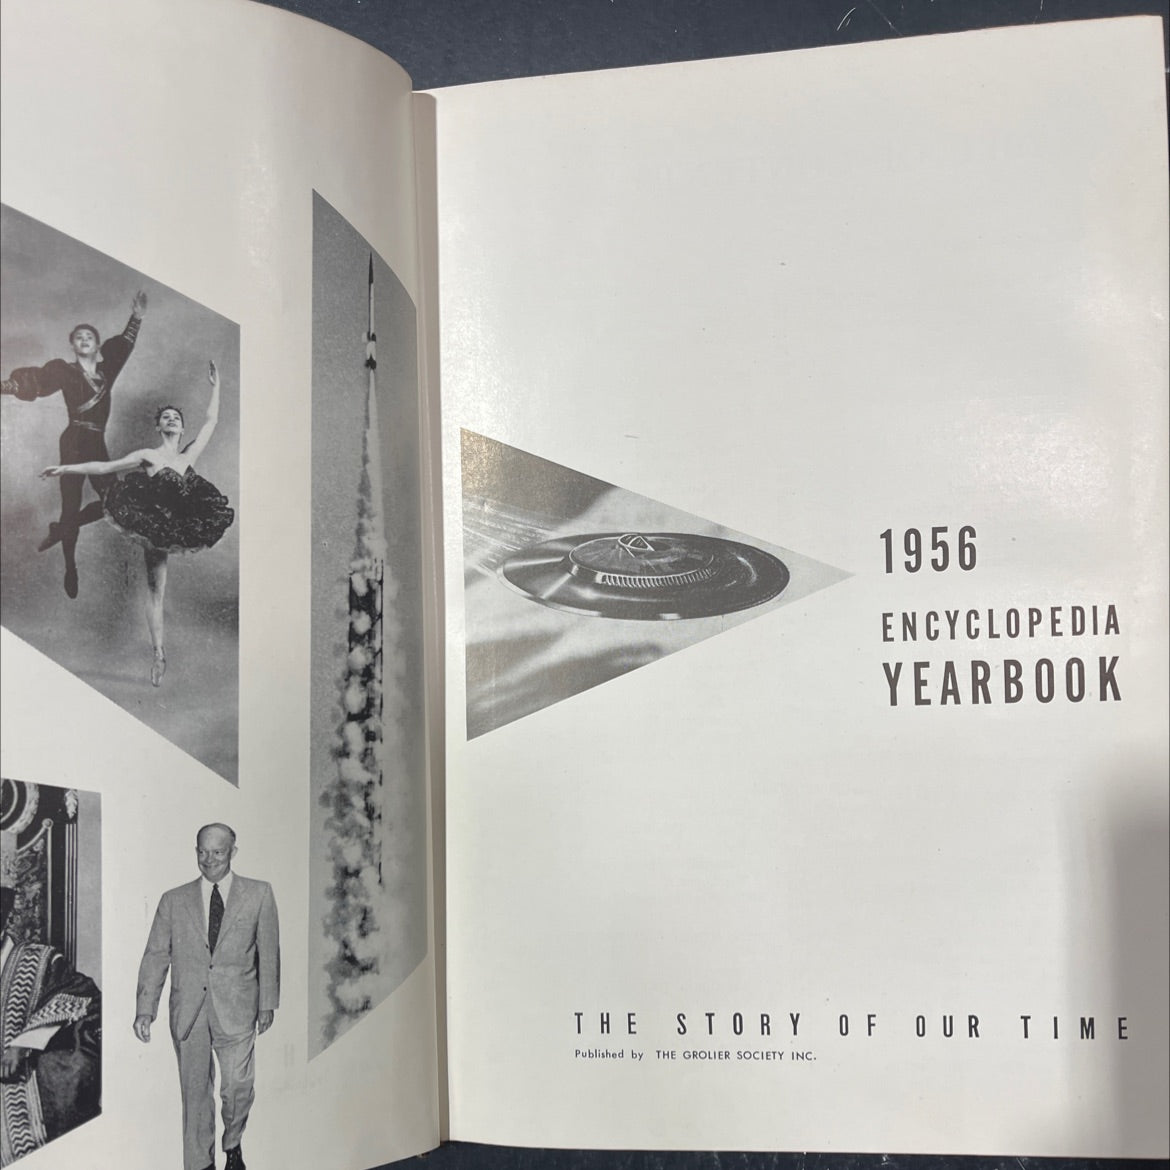 1956
ENCYCLOPEDIA
YEARBOOK
THE STORY OF OUR TIME
Published by THE GROLIER SOCIETY INC.